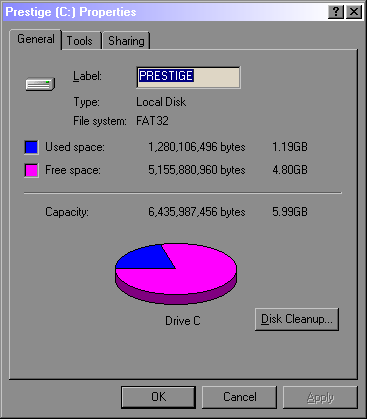 Prestige (C:) Properties
General Tools Sharing
Label: PRESTIGE
Type: Local Disk
File system: FAT32
Used space: 1,280,106,496 bytes 1.19GB
Free space: 5,155,880,960 bytes 4.80GB
Capacity: 6,435,987,456 bytes 5.99GB
Drive C
Disk Cleanup...
OK Cancel Apply